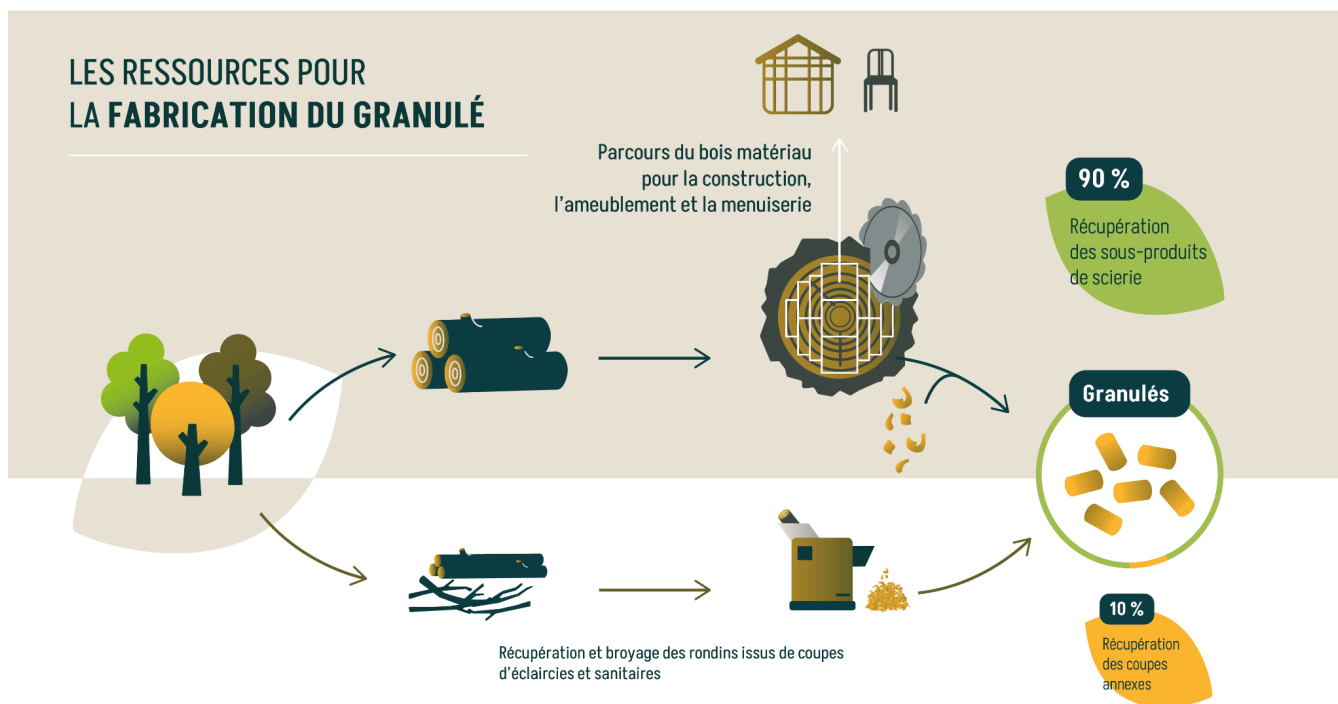 LES RESSOURCES POUR
LA FABRICATION DU GRANULÉ
Parcours du bois matériau
pour la construction,
l'ameublement et la menuiserie
90 %
Récupération
des sous-produits
de scierie
Granulés
10 %
Récupération
des coupes
annexes
Récupération et broyage des rondins issus de coupes
d'éclaircies et sanitaires